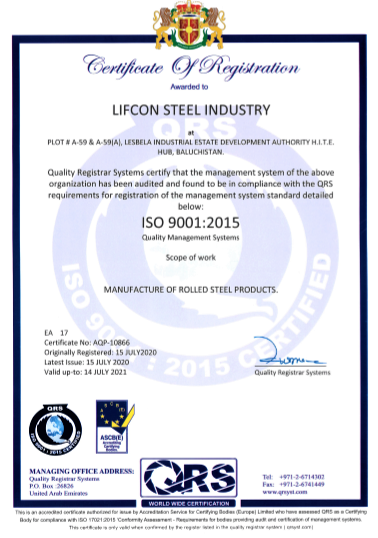 Certificate Of Registration
Awarded to
LIFCON STEEL INDUSTRY
at
PLOT # A-59 & A-59(A), LESBELA INDUSTRIAL ESTATE DEVELOPMENT AUTHORITY H.I.T.E.
HUB, BALUCHISTAN.
Quality Registrar Systems certify that the management system of the above
organization has been audited and found to be in compliance with the QRS
requirements for registration of the management system standard detailed
below:
ISO 9001:2015
Quality Management Systems
Scope of work
MANUFACTURE OF ROLLED STEEL PRODUCTS.
EA 17
Certificate No: AQP-10866
Originally Registered: 15 JULY2020
Latest Issue: 15 JULY 2020
Valid up-to: 14 JULY 2021
Quality Registrar Systems
QRS
ISO 9001 : 2015 CERTIFIED
QRS
ISO 9001 : 2015 CERTIFIED
ASCB(E)
Accrediting
Certified
Bodies
MANAGING OFFICE ADDRESS:
Quality Registrar Systems
P.O. Box 26826
United Arab Emirates
QRS
WORLD WIDE CERTIFICATION
Tel: +971-2-6714302
Fax: +971-2-6741449
www.qrsyst.com
This is an accredited certificate authorized for issue by Accreditation Service for Certifying Bodies (Europe) Limited who have assessed QRS as a Certifying
Body for compliance with ISO 17021:2015 'Conformity Assessment - Requirements for bodies providing audit and certification of management systems.
This certificate is only valid when confirmed by the register listed in the quality registrar system ( qrsyst.com)